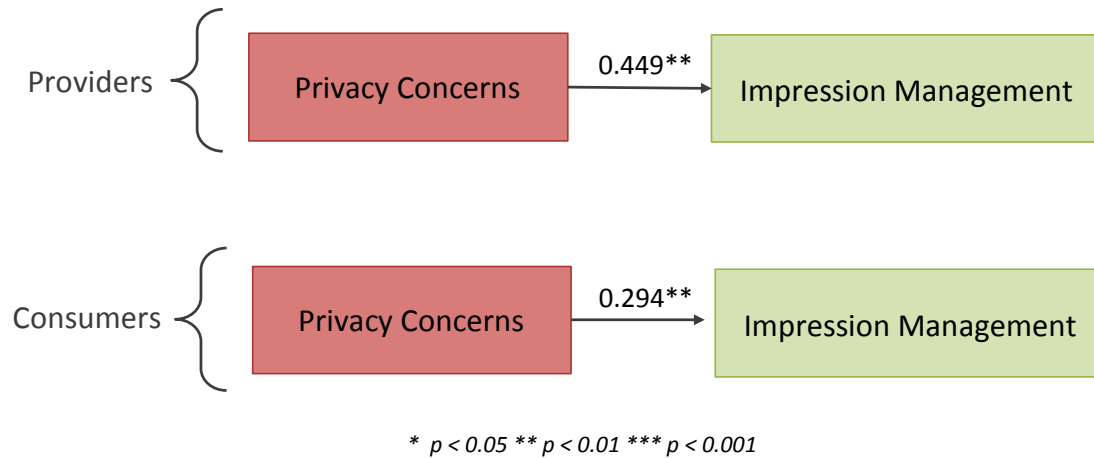 0.449**
Providers
Privacy Concerns
Impression Management
0.294**
Consumers
Privacy Concerns
Impression Management
* p < 0.05 ** p < 0.01 *** p < 0.001